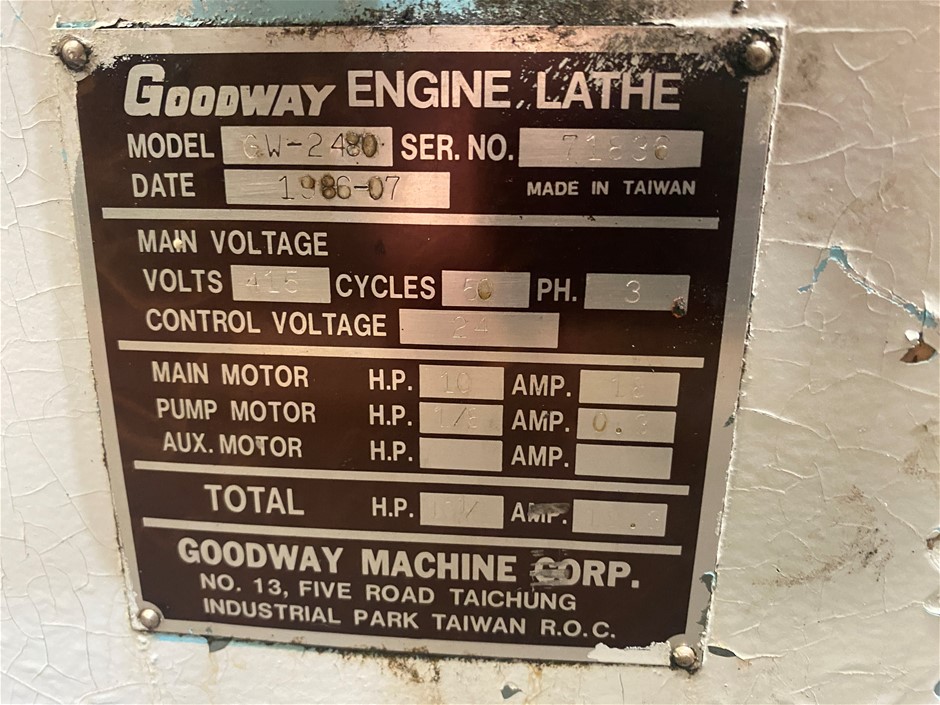 GOODWAY ENGINE LATHE
MODEL GW-2480 SER. NO. 71836
DATE 1986-07 MADE IN TAIWAN
MAIN VOLTAGE
VOLTS 415 CYCLES 50 PH. 3
CONTROL VOLTAGE 24
MAIN MOTOR H.P. 10 AMP.
PUMP MOTOR H.P. 1/8 AMP.
AUX. MOTOR H.P. AMP.
TOTAL H.P. AMP.
GOODWAY MACHINE CORP.
NO. 13, FIVE ROAD TAICHUNG
INDUSTRIAL PARK TAIWAN R.O.C.